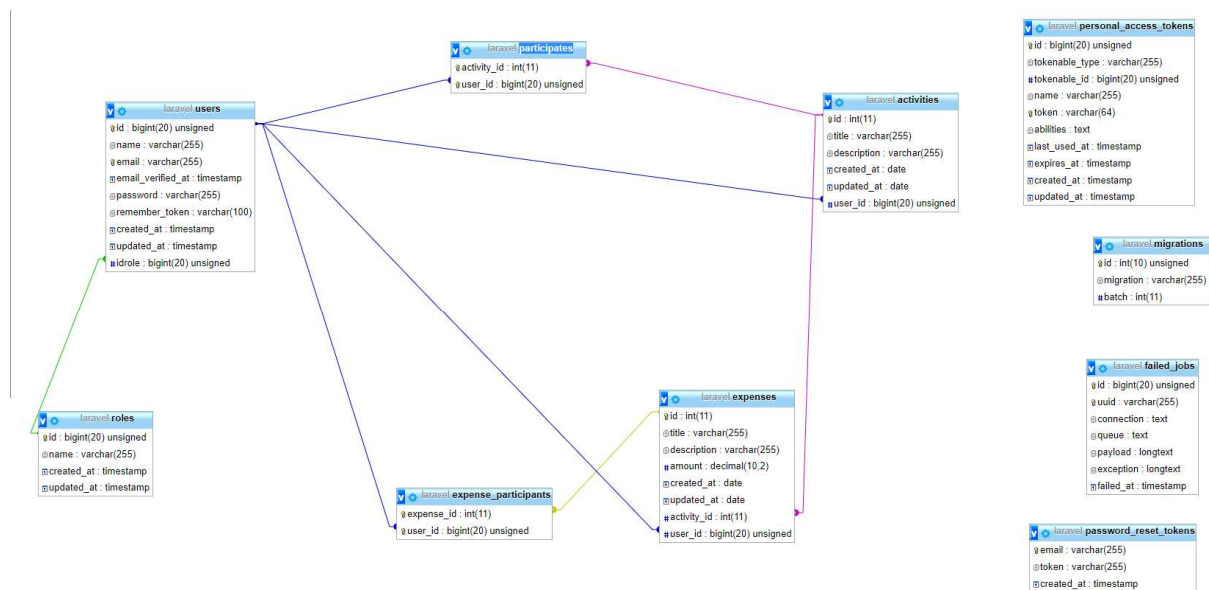 laravel participates
activity_id : int(11)
user_id : bigint(20) unsigned
laravel users
id : bigint(20) unsigned
name : varchar(255)
email : varchar(255)
email_verified_at : timestamp
password : varchar(255)
remember_token : varchar(100)
created_at : timestamp
updated_at : timestamp
idrole : bigint(20) unsigned
laravel activities
id : int(11)
title : varchar(255)
description : varchar(255)
created_at : date
updated_at : date
user_id : bigint(20) unsigned
laravel personal_access_tokens
id : bigint(20) unsigned
tokenable_type : varchar(255)
tokenable_id : bigint(20) unsigned
name : varchar(255)
token : varchar(64)
abilities : text
last_used_at : timestamp
expires_at : timestamp
created_at : timestamp
updated_at : timestamp
laravel migrations
id : int(10) unsigned
migration : varchar(255)
batch : int(11)
laravel roles
id : bigint(20) unsigned
name : varchar(255)
created_at : timestamp
updated_at : timestamp
laravel expense_participants
expense_id : int(11)
user_id : bigint(20) unsigned
laravel expenses
id : int(11)
title : varchar(255)
description : varchar(255)
amount : decimal(10,2)
created_at : date
updated_at : date
activity_id : int(11)
user_id : bigint(20) unsigned
laravel failed_jobs
id : bigint(20) unsigned
uuid : varchar(255)
connection : text
queue : text
payload : longtext
exception : longtext
failed_at : timestamp
laravel password_reset_tokens
email : varchar(255)
token : varchar(255)
created_at : timestamp